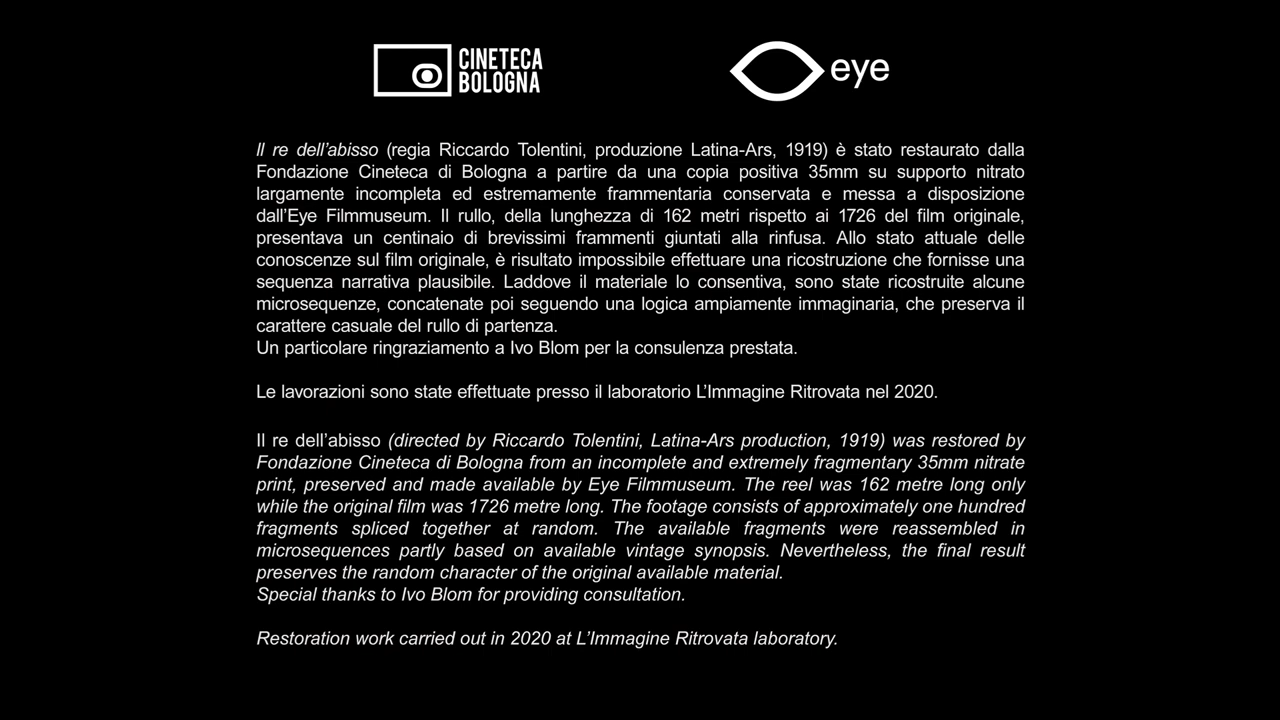 CINETECA
BOLOGNA
eye
Il re dell'abisso (regia Riccardo Tolentini, produzione Latina-Ars, 1919) è stato restaurato dalla
Fondazione Cineteca di Bologna a partire da una copia positiva 35mm su supporto nitrato
largamente incompleta ed estremamente frammentaria conservata e messa a disposizione
dall'Eye Filmmuseum. Il rullo, della lunghezza di 162 metri rispetto ai 1726 del film originale,
presentava un centinaio di brevissimi frammenti giuntati alla rinfusa. Allo stato attuale delle
conoscenze sul film originale, è risultato impossibile effettuare una ricostruzione che fornisse una
sequenza narrativa plausibile. Laddove il materiale lo consentiva, sono state ricostruite alcune
microsequenze, concatenate poi seguendo una logica ampiamente immaginaria, che preserva il
carattere casuale del rullo di partenza.
Un particolare ringraziamento a Ivo Blom per la consulenza prestata.
Le lavorazioni sono state effettuate presso il laboratorio L'Immagine Ritrovata nel 2020.
Il re dell'abisso (directed by Riccardo Tolentini, Latina-Ars production, 1919) was restored by
Fondazione Cineteca di Bologna from an incomplete and extremely fragmentary 35mm nitrate
print, preserved and made available by Eye Filmmuseum. The reel was 162 metre long only
while the original film was 1726 metre long. The footage consists of approximately one hundred
fragments spliced together at random. The available fragments were reassembled in
microsequences partly based on available vintage synopsis. Nevertheless, the final result
preserves the random character of the original available material.
Special thanks to Ivo Blom for providing consultation.
Restoration work carried out in 2020 at L'Immagine Ritrovata laboratory.